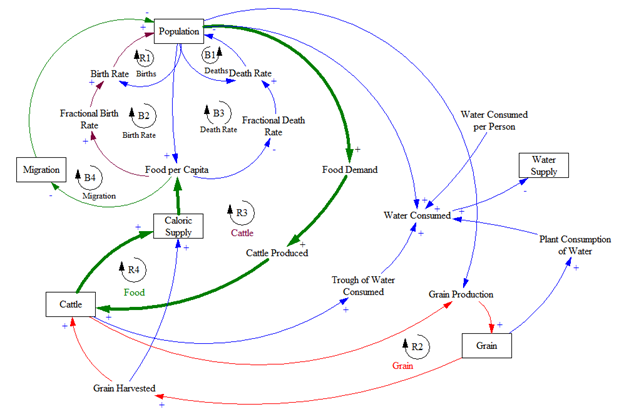 -
+
-
Population
+
R1
Births
B1
Deaths
Birth Rate
Death Rate
+
+
+
+
Fractional Birth
Rate
B2
Birth Rate
B3
Death Rate
Fractional Death
Rate
Water Consumed
per Person
+
-
Migration
Food per Capita
+
Food Demand
+
Water
Supply
-
-
B4
Migration
-
Caloric
Supply
R3
Cattle
Water Consumed
+
+
+
+
+
+
Cattle Produced
+
Plant Consumption
of Water
+
+
R4
Food
Trough of Water
Consumed
+
Grain Production
+
+
Cattle
+
+
Grain
+
R2
Grain
Grain Harvested
+